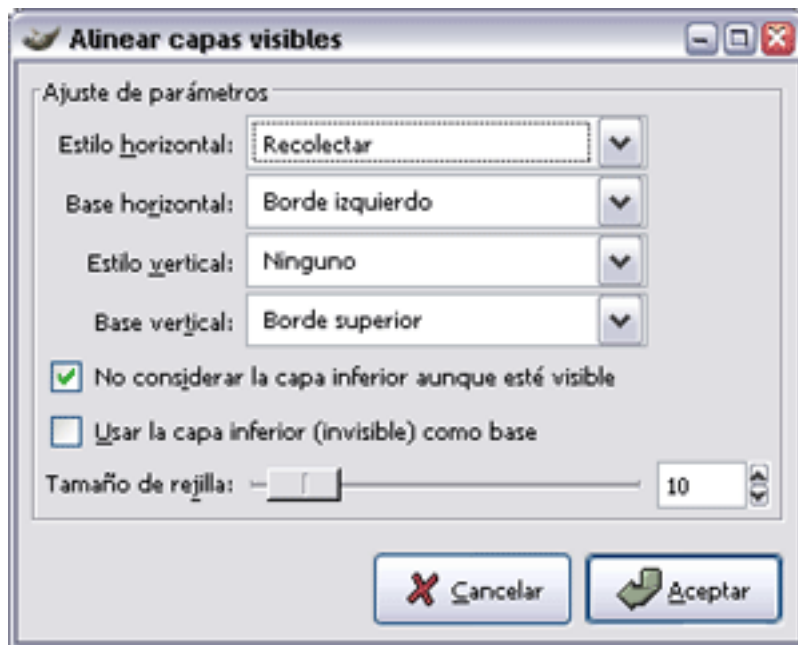 Alinear capas visibles
Ajuste de parámetros
Estilo horizontal: Recolectar
Base horizontal: Borde izquierdo
Estilo vertical: Ninguno
Base vertical: Borde superior
No considerar la capa inferior aunque esté visible
Usar la capa inferior (invisible) como base
Tamaño de rejilla: 10
Cancelar Aceptar